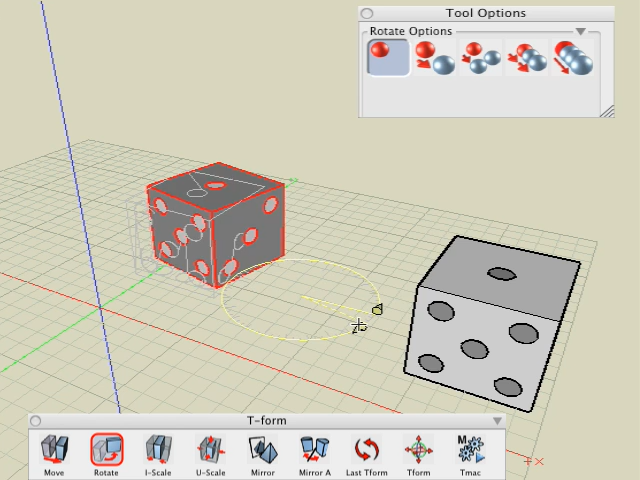 Tool Options
Rotate Options
T-form
M
Move Rotate I-Scale U-Scale Mirror Mirror A Last Tform Tform Tmac
x